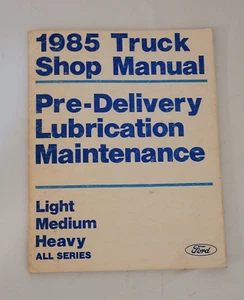 1985 Truck
Shop Manual
Pre-Delivery
Lubrication
Maintenance
Light
Medium
Heavy
ALL SERIES
Ford